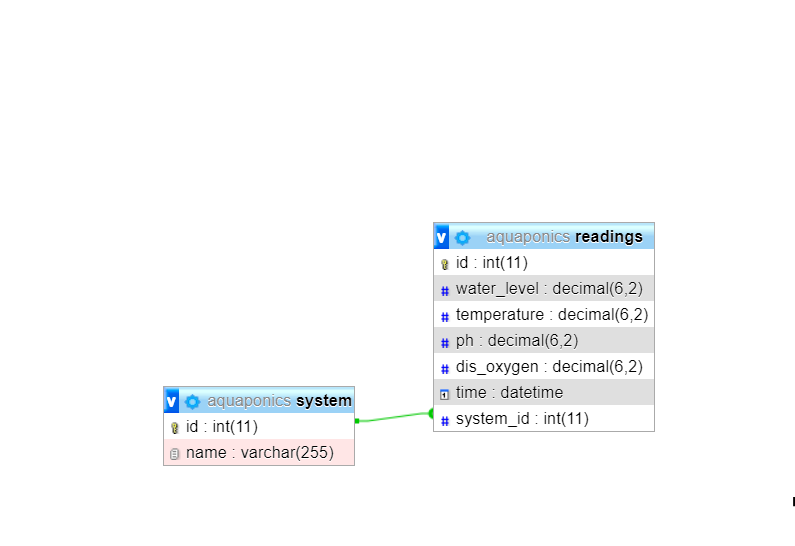 v aquaponics readings
id : int(11)
# water_level : decimal(6,2)
# temperature : decimal(6,2)
# ph : decimal(6,2)
# dis_oxygen : decimal(6,2)
1 time : datetime
# system_id : int(11)
v aquaponics system
id : int(11)
name : varchar(255)